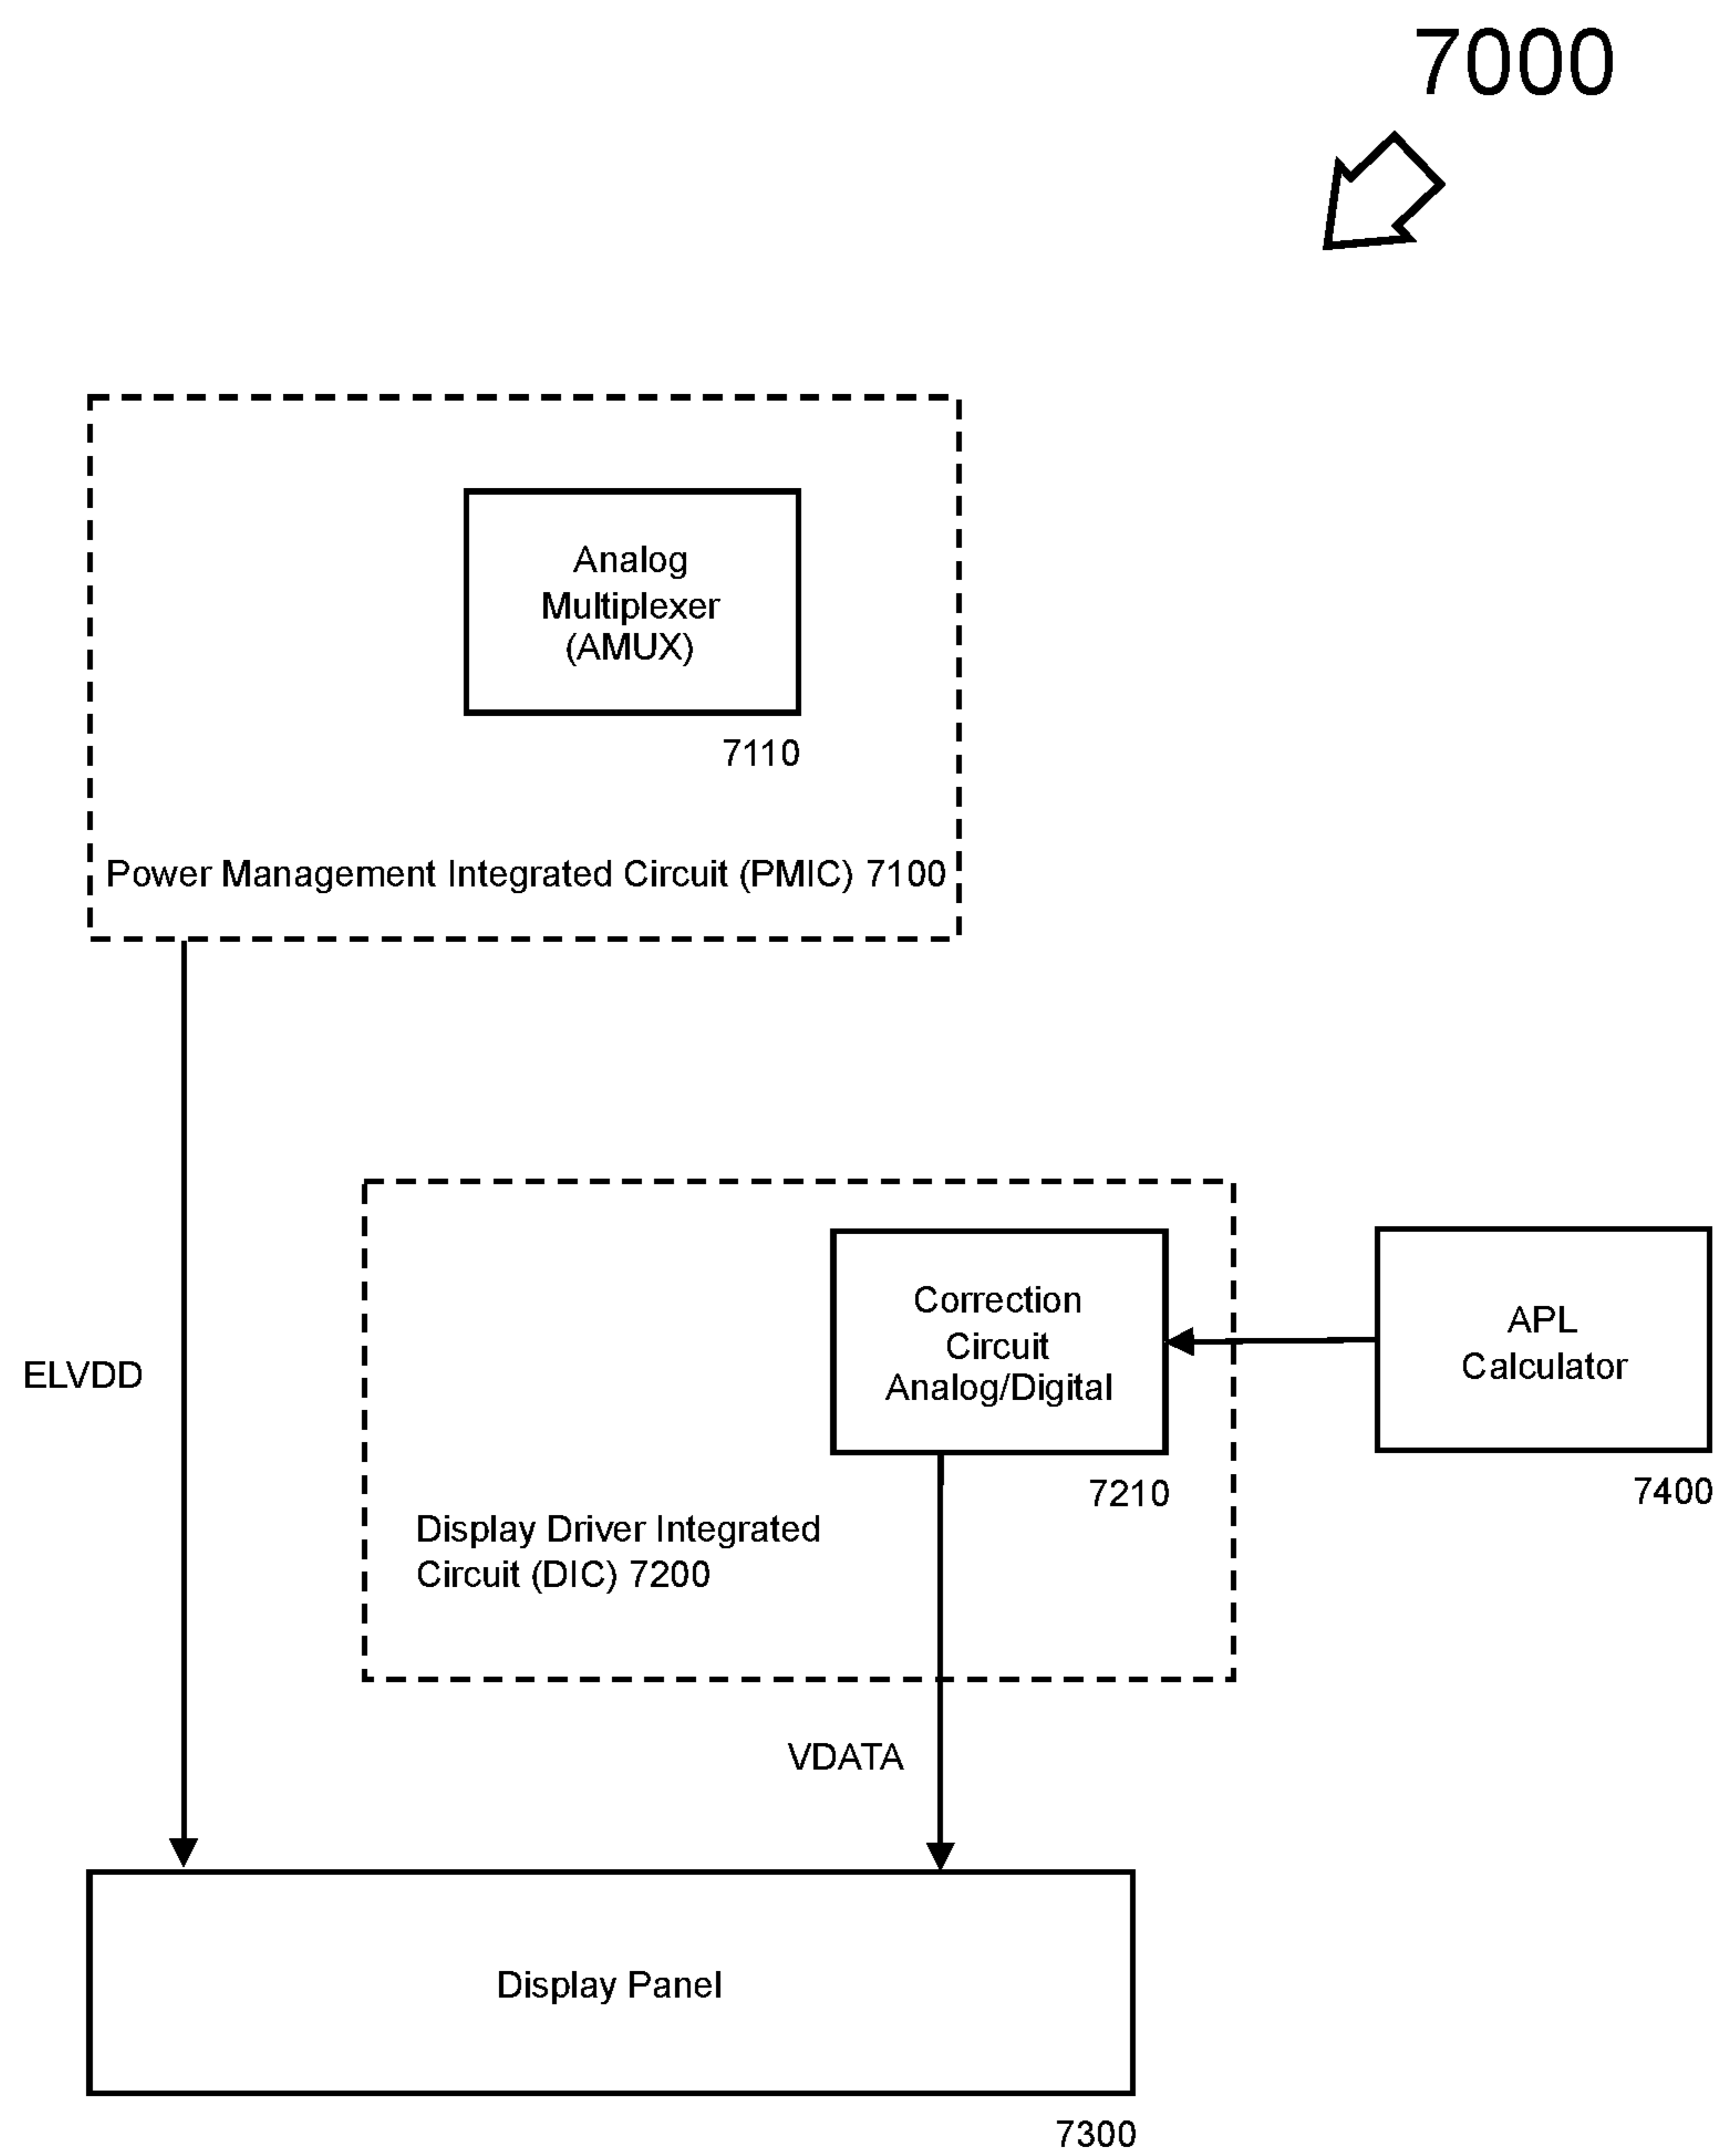 7000
Analog
Multiplexer
(AMUX)
7110
Power Management Integrated Circuit (PMIC) 7100
ELVDD
Correction
Circuit
Analog/Digital
7210
APL
Calculator
7400
Display Driver Integrated
Circuit (DIC) 7200
VDATA
Display Panel
7300